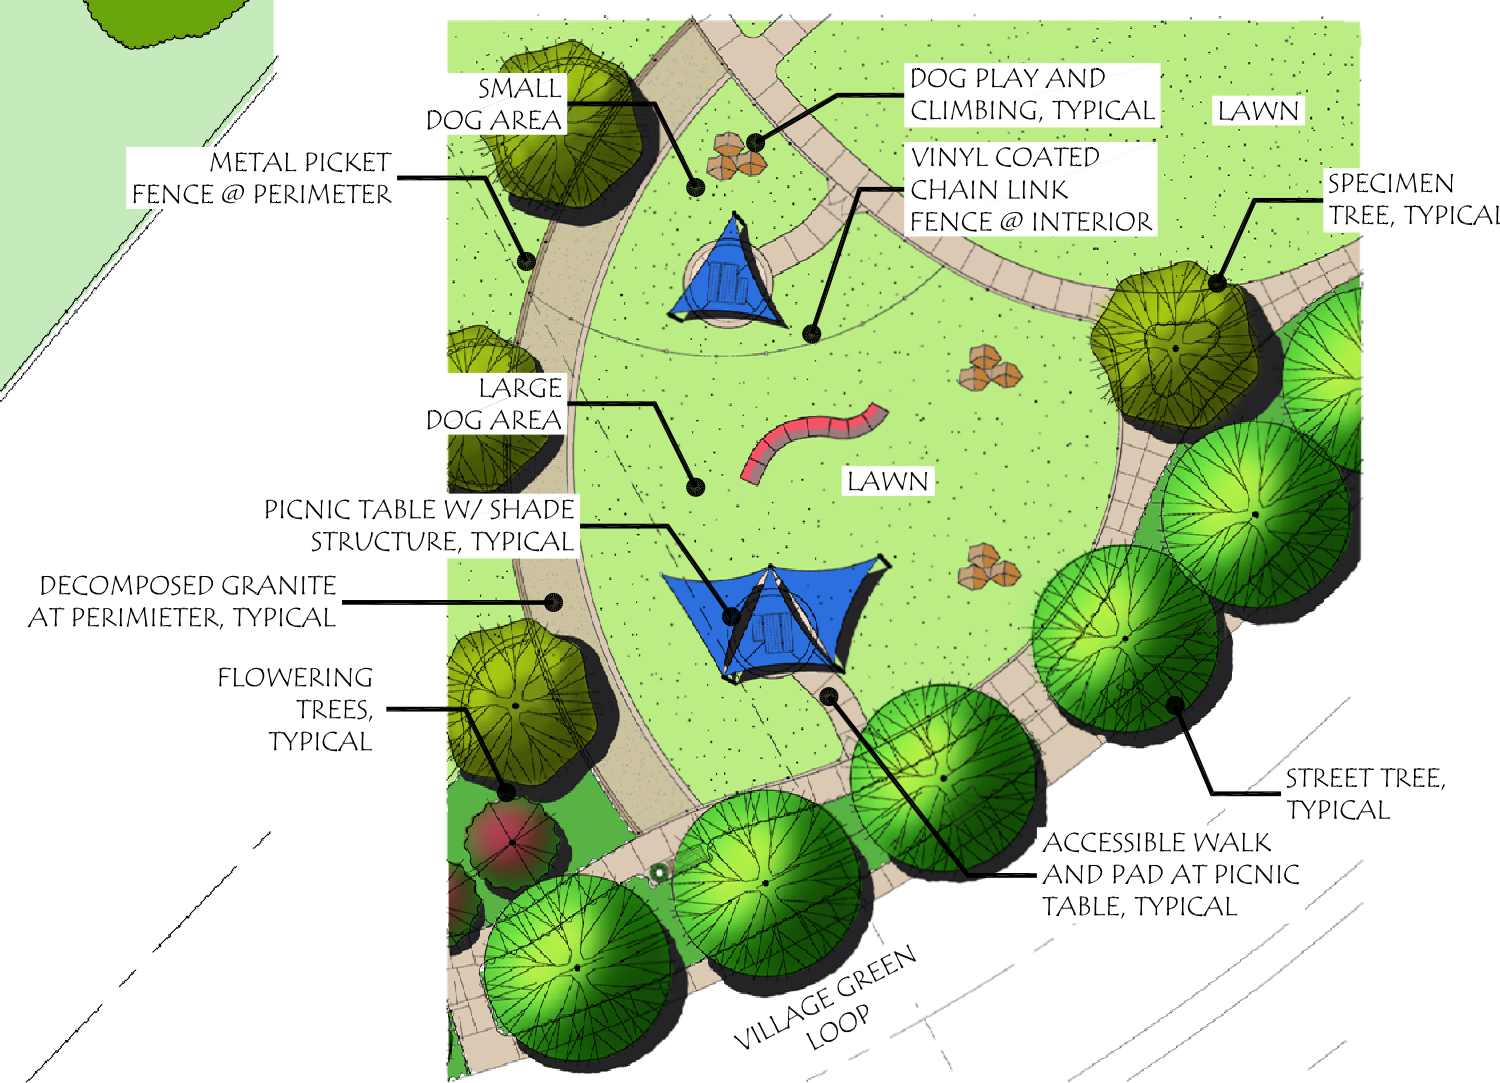 SMALL
DOG AREA
DOG PLAY AND
CLIMBING, TYPICAL
LAWN
METAL PICKET
FENCE @ PERIMETER
VINYL COATED
CHAIN LINK
FENCE @ INTERIOR
SPECIMEN
TREE, TYPICAL
LARGE
DOG AREA
LAWN
PICNIC TABLE W/ SHADE
STRUCTURE, TYPICAL
DECOMPOSED GRANITE
AT PERIMIETER, TYPICAL
FLOWERING
TREES,
TYPICAL
STREET TREE,
TYPICAL
ACCESSIBLE WALK
AND PAD AT PICNIC
TABLE, TYPICAL
VILLAGE GREEN
LOOP